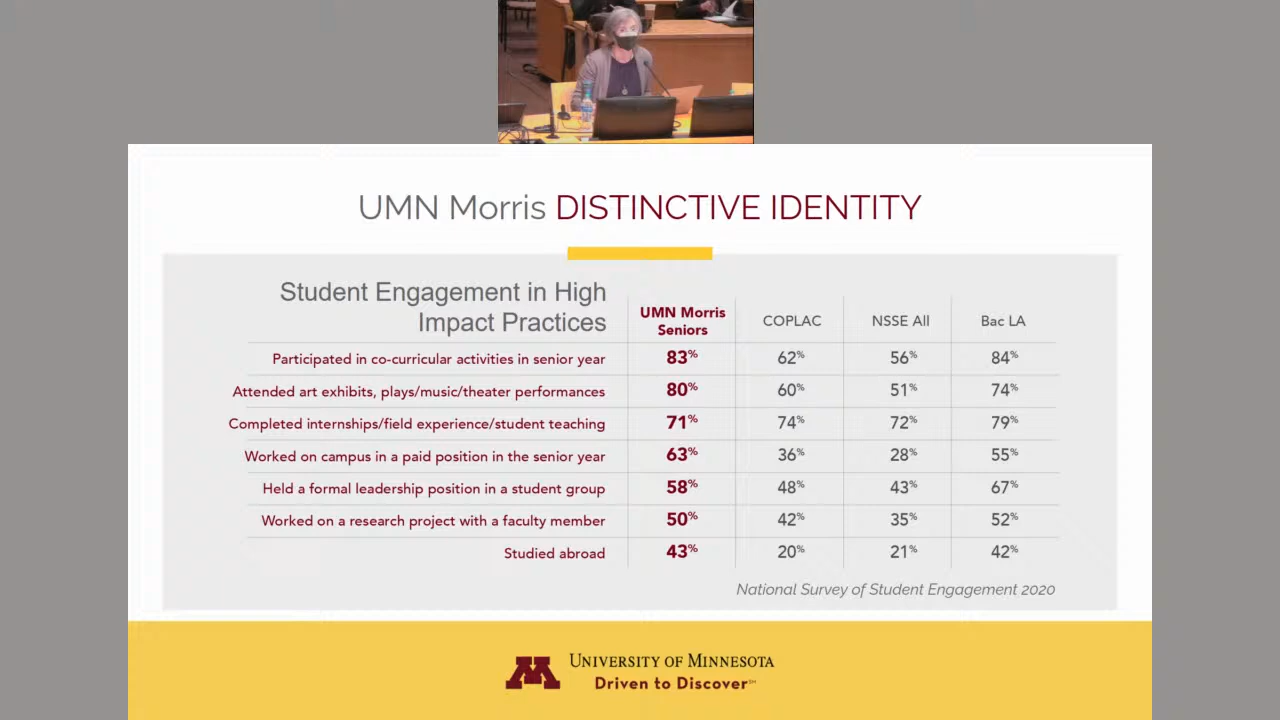 UMN Morris DISTINCTIVE IDENTITY
Student Engagement in High
Impact Practices
UMN Morris
Seniors
COPLAC
NSSE All
Bac LA
Participated in co-curricular activities in senior year 83% 62% 56% 84%
Attended art exhibits, plays/music/theater performances 80% 60% 51% 74%
Completed internships/field experience/student teaching 71% 74% 72% 79%
Worked on campus in a paid position in the senior year 63% 36% 28% 55%
Held a formal leadership position in a student group 58% 48% 43% 67%
Worked on a research project with a faculty member 50% 42% 35% 52%
Studied abroad 43% 20% 21% 42%
National Survey of Student Engagement 2020
M
UNIVERSITY OF MINNESOTA
Driven to Discover℠